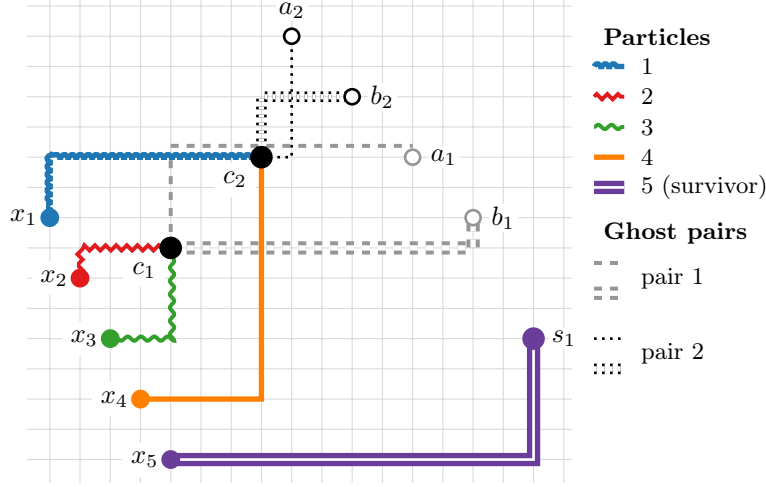 a₂
b₂
a₁
c₂
x₁
b₁
c₁
x₂
x₃
s₁
x₄
x₅
Particles
1
2
3
4
5 (survivor)
Ghost pairs
pair 1
pair 2